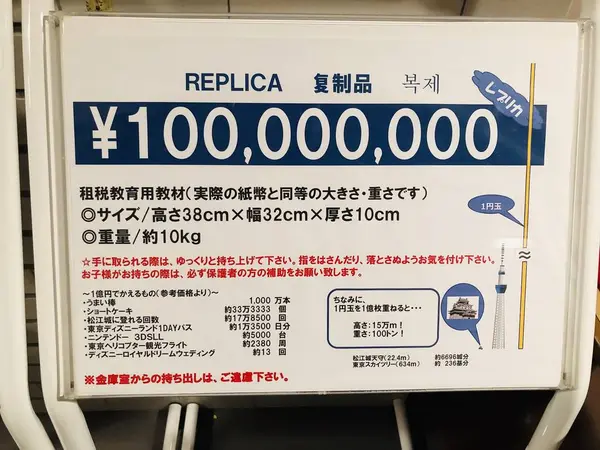 REPLICA 复制品 복제
レプリカ
¥100,000,000
租税教育用教材(実際の紙幣と同等の大きさ・重さです)
◎サイズ/高さ38cm×幅32cm×厚さ10cm
◎重量/約10kg
1円玉
☆手に取られる際は、ゆっくりと持ち上げて下さい。指をはさんだり、落とさぬようお気を付け下さい。
お子様がお持ちの際は、必ず保護者の方の補助をお願い致します。
~1億円でかえるもの(参考価格より)~
・うまい棒 1,000 万本
・ショートケーキ 約33万3333 個
・松江城に登れる回数 約17万8500 回
・東京ディズニーランド1DAYパス 約1万3500 日分
・ニンテンドー 3DSLL 約5000 台
・東京ヘリコプター観光フライト 約2380 周
・ディズニーロイヤルドリームウェディング 約13 回
ちなみに、
1円玉を1億枚重ねると…
高さ:15万m!
重さ:100トン!
松江城天守(22.4m) 約6696城分
東京スカイツリー(634m) 約 236基分
※金庫室からの持ち出しは、ご遠慮下さい。